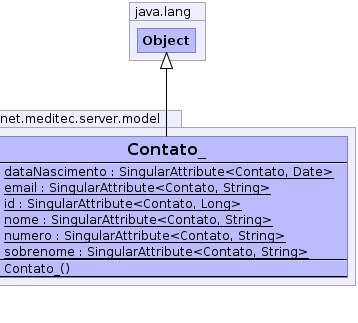 java.lang
Object
net.meditec.server.model
Contato_
dataNascimento : SingularAttribute<Contato, Date>
email : SingularAttribute<Contato, String>
id : SingularAttribute<Contato, Long>
nome : SingularAttribute<Contato, String>
numero : SingularAttribute<Contato, String>
sobrenome : SingularAttribute<Contato, String>
Contato_()